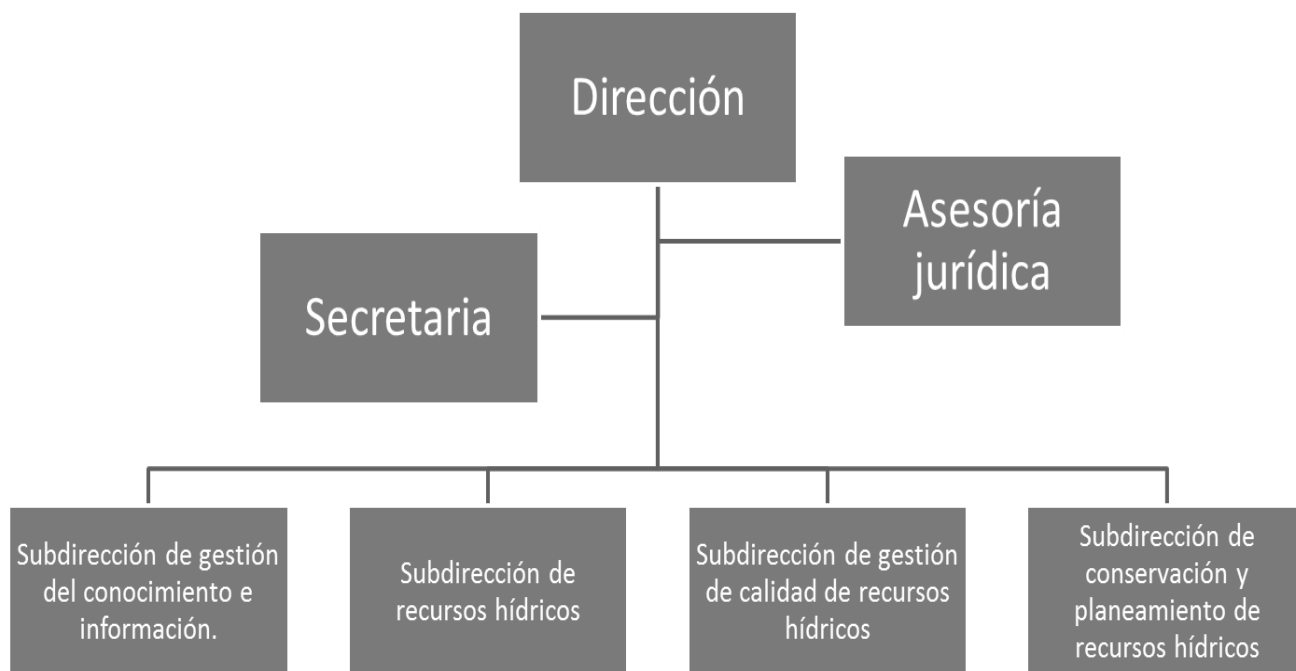 Dirección
Asesoría
jurídica
Secretaria
Subdirección de gestión
del conocimiento e
información.
Subdirección de
recursos hídricos
Subdirección de gestión
de calidad de recursos
hídricos
Subdirección de
conservación y
planeamiento de
recursos hídricos